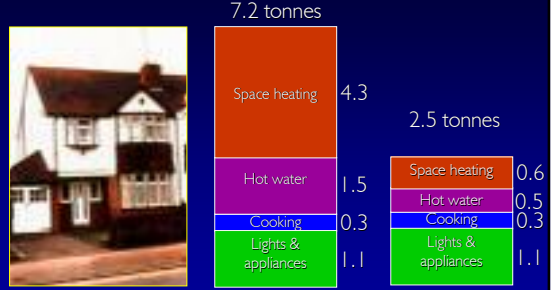 7.2 tonnes
Space heating
4.3
Hot water
1.5
Cooking
0.3
Lights &
appliances
1.1
2.5 tonnes
Space heating
0.6
Hot water
0.5
Cooking
0.3
Lights &
appliances
1.1